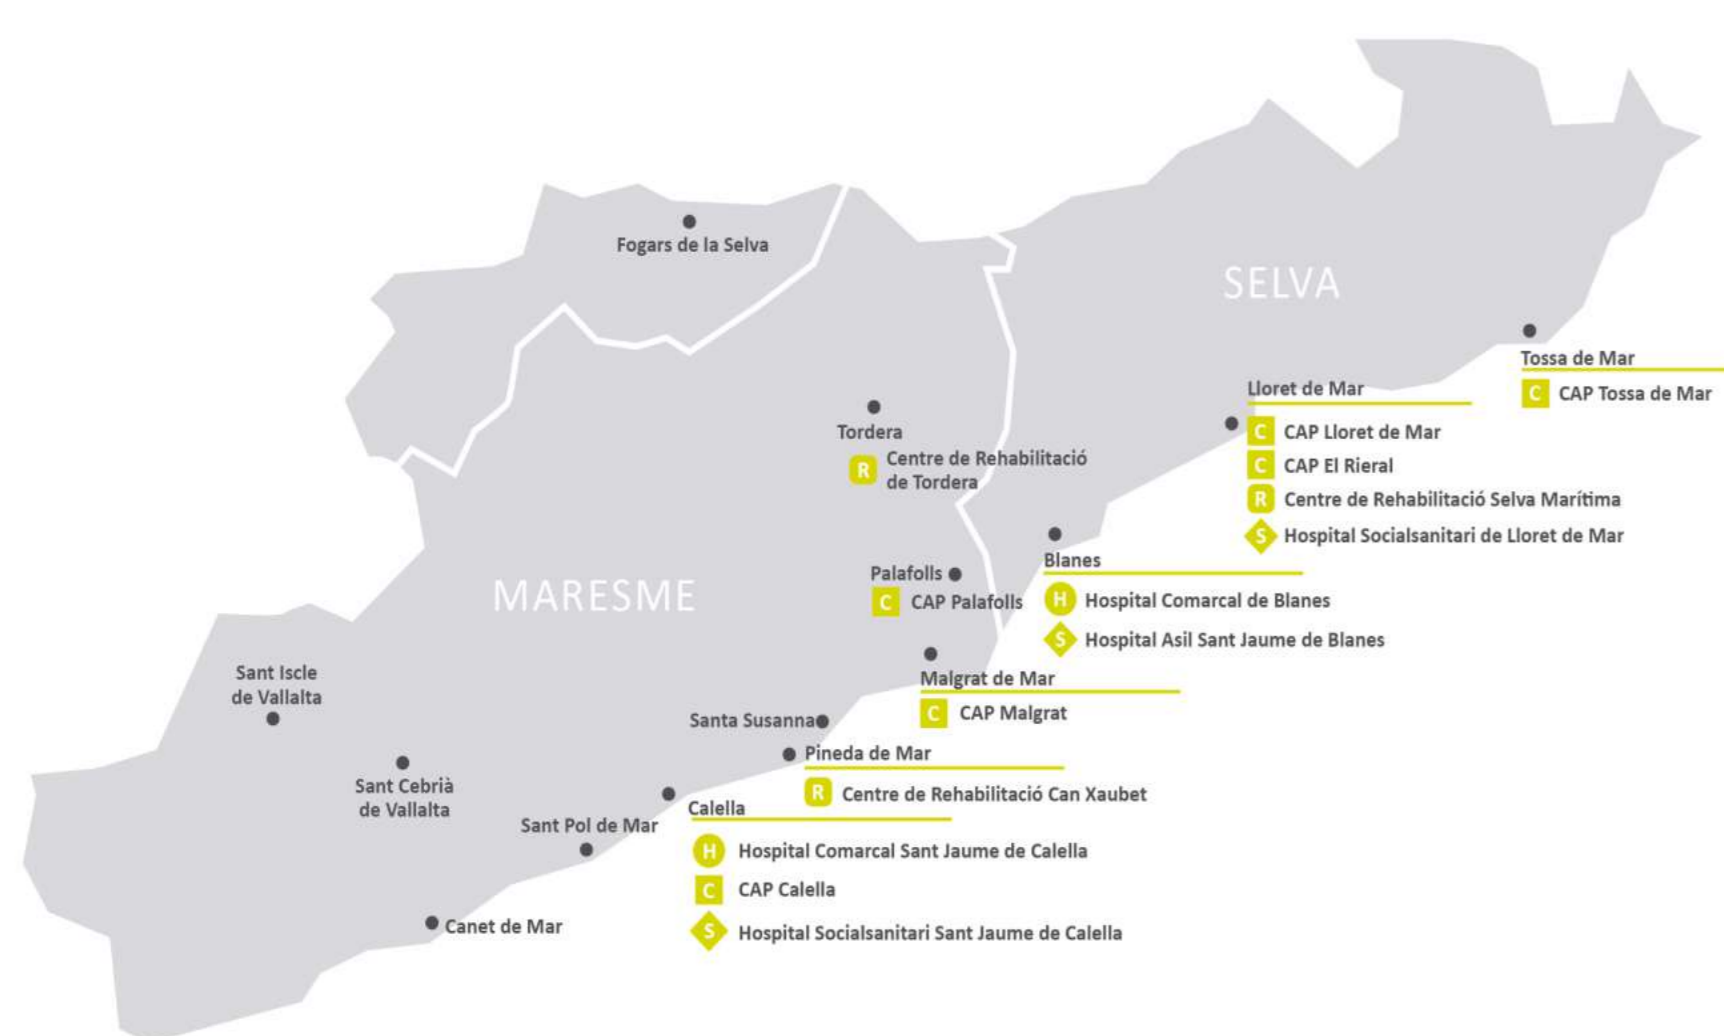 Fogars de la Selva
SELVA
Tossa de Mar
C CAP Tossa de Mar
Lloret de Mar
C CAP Lloret de Mar
C CAP El Rieral
R Centre de Rehabilitació Selva Marítima
S Hospital Socialsanitari de Lloret de Mar
Tordera
R Centre de Rehabilitació
de Tordera
Blanes
H Hospital Comarcal de Blanes
S Hospital Asil Sant Jaume de Blanes
MARESME
Palafolls
C CAP Palafolls
Malgrat de Mar
C CAP Malgrat
Sant Iscle
de Vallalta
Santa Susanna
Pineda de Mar
R Centre de Rehabilitació Can Xaubet
Sant Cebrià
de Vallalta
Sant Pol de Mar
Calella
H Hospital Comarcal Sant Jaume de Calella
C CAP Calella
S Hospital Socialsanitari Sant Jaume de Calella
Canet de Mar